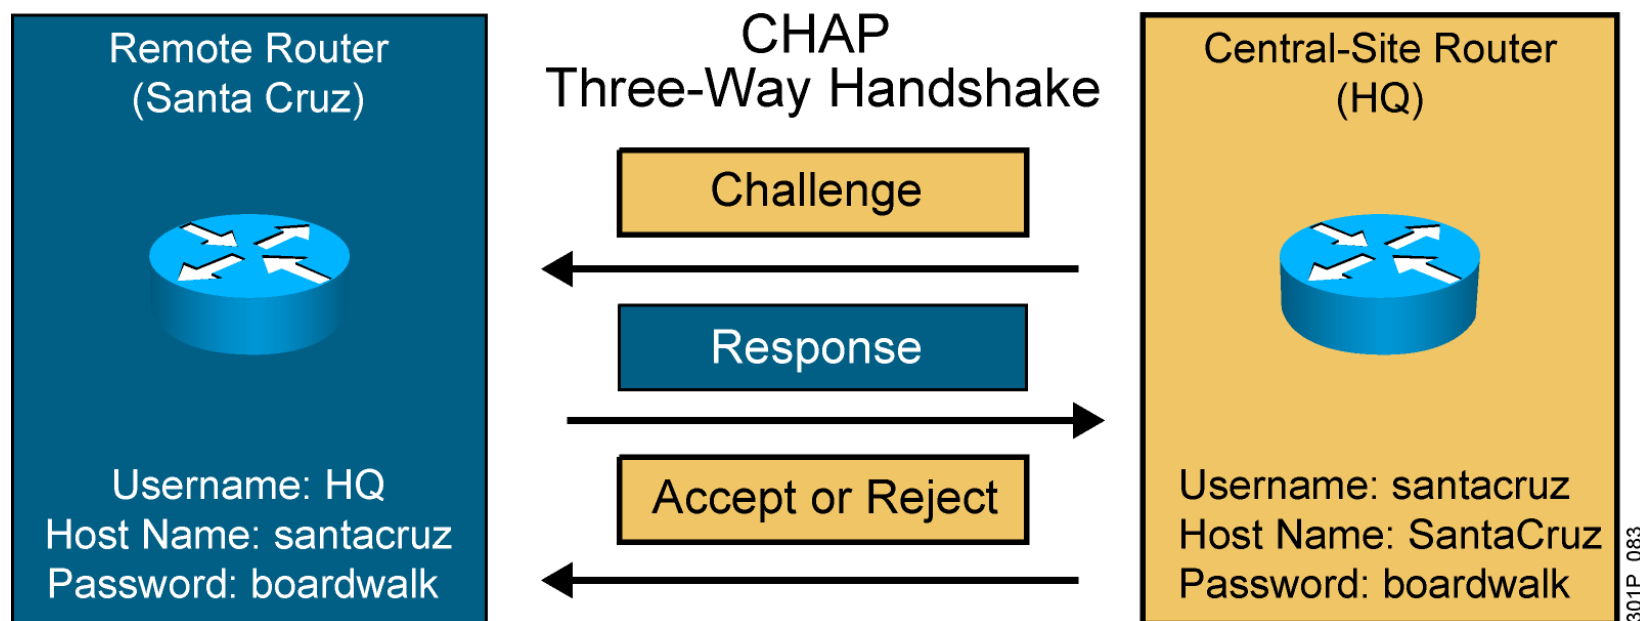 Remote Router
(Santa Cruz)
Username: HQ
Host Name: santacruz
Password: boardwalk
CHAP
Three-Way Handshake
Challenge
Response
Accept or Reject
Central-Site Router
(HQ)
Username: santacruz
Host Name: SantaCruz
Password: boardwalk
301P_083